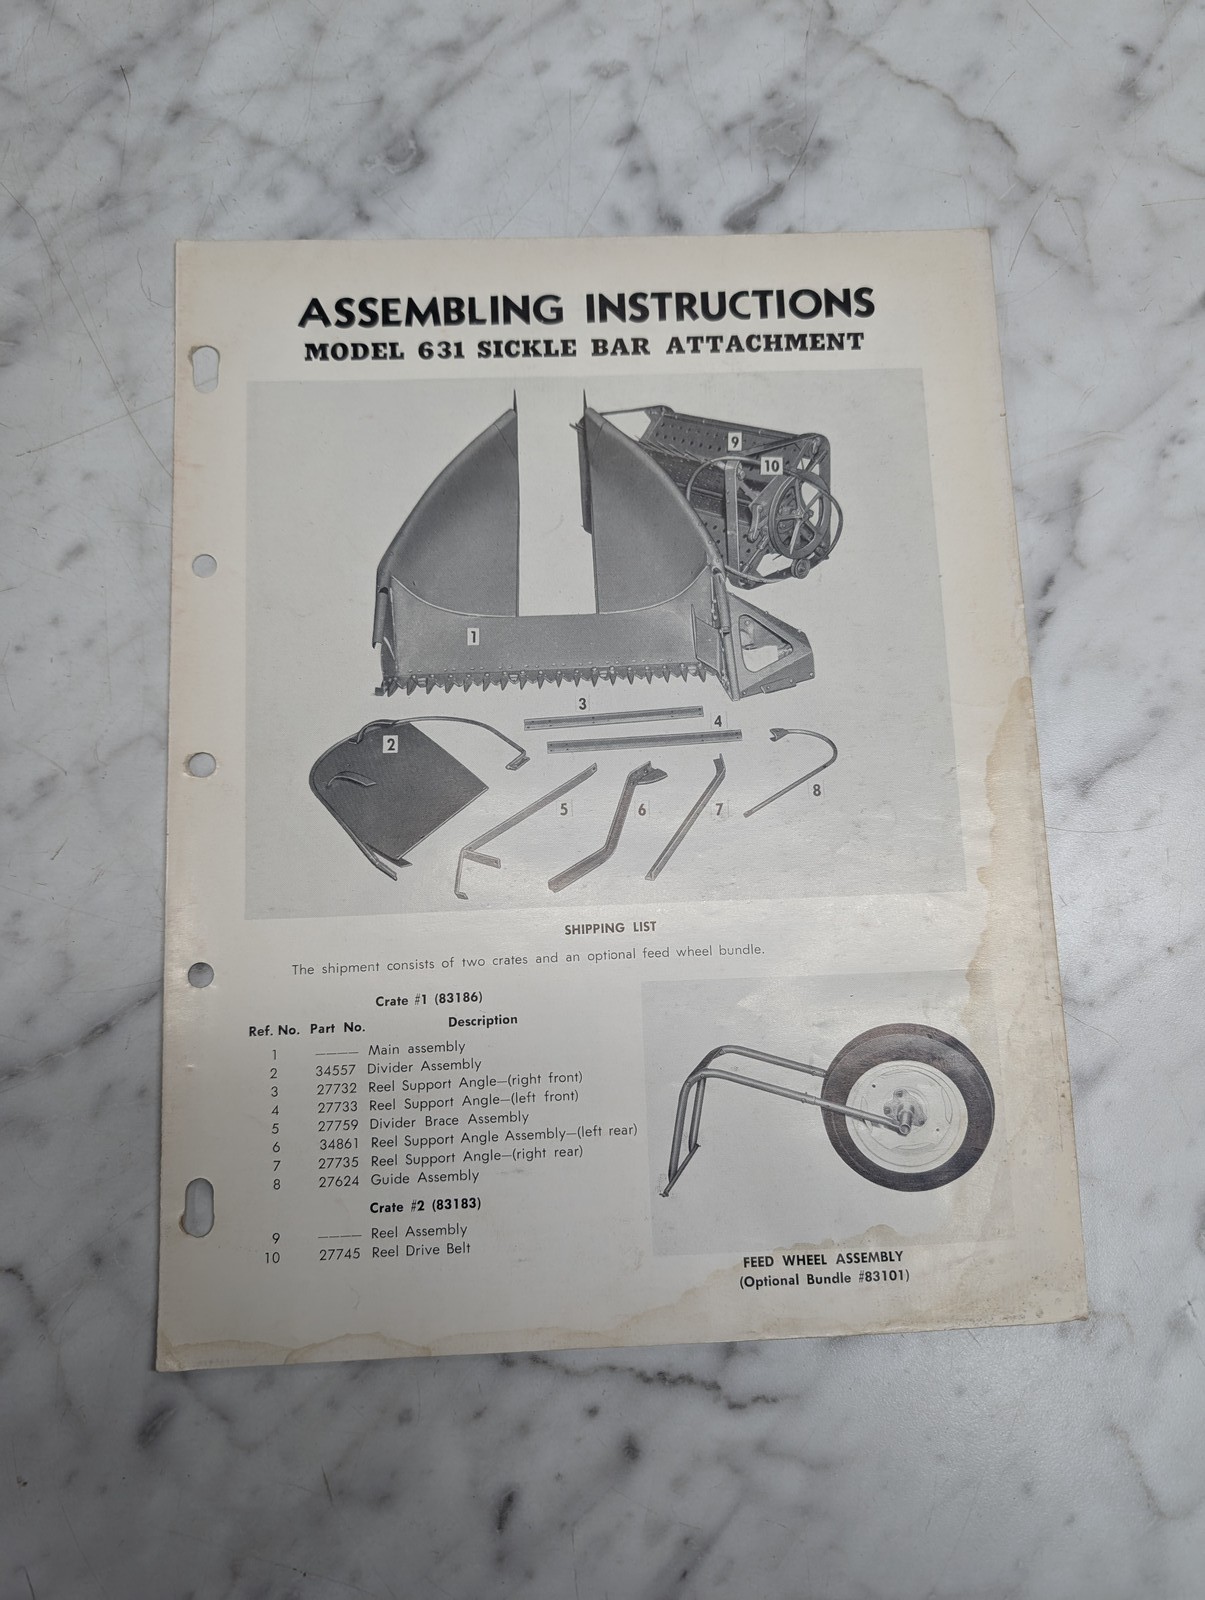 ASSEMBLING INSTRUCTIONS
MODEL 631 SICKLE BAR ATTACHMENT
9
10
1
3
4
2
5
6
7
8
SHIPPING LIST
The shipment consists of two crates and an optional feed wheel bundle.
Crate #1 (83186)
Ref. No. Part No. Description
1 ———— Main assembly
2 34557 Divider Assembly
3 27732 Reel Support Angle—(right front)
4 27733 Reel Support Angle—(left front)
5 27759 Divider Brace Assembly
6 34861 Reel Support Angle Assembly—(left rear)
7 27735 Reel Support Angle—(right rear)
8 27624 Guide Assembly
Crate #2 (83183)
9 ———— Reel Assembly
10 27745 Reel Drive Belt
FEED WHEEL ASSEMBLY
(Optional Bundle #83101)